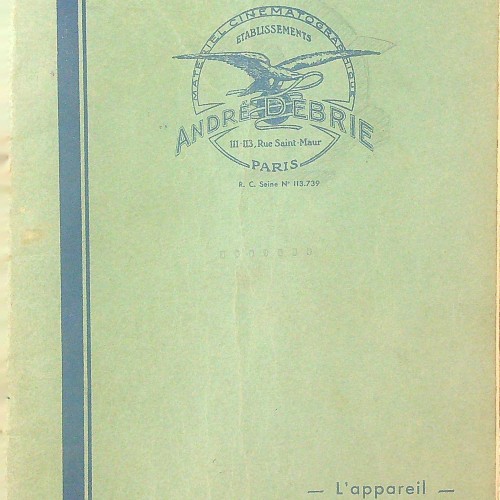 MATÉRIEL CINÉMATOGRAPHIQUE
ETABLISSEMENTS
ANDRÉ DEBRIE
111-113, Rue Saint-Maur
PARIS
R. C. Seine N° 113.739
— L'appareil —